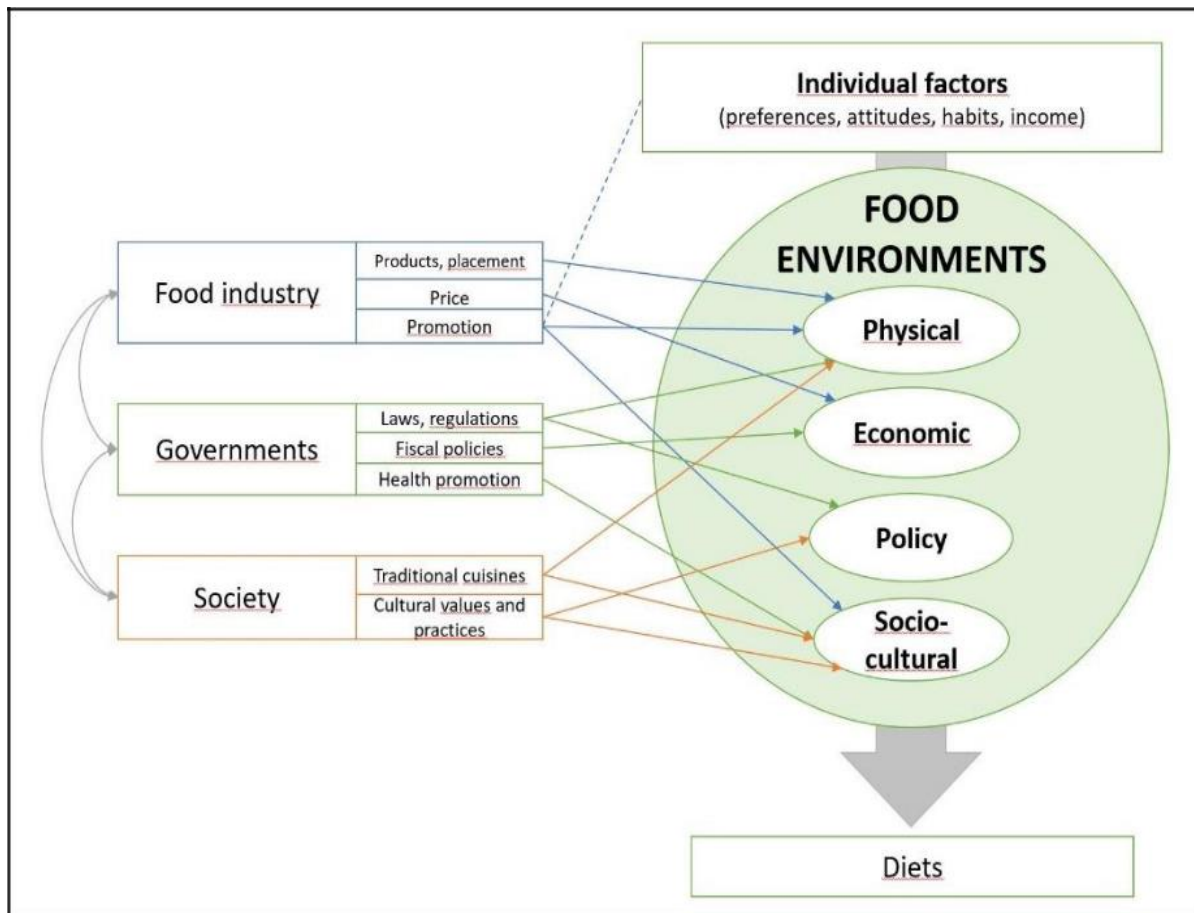 Individual factors
(preferences, attitudes, habits, income)
FOOD
ENVIRONMENTS
Food industry
Products, placement
Price
Promotion
Physical
Governments
Laws, regulations
Fiscal policies
Health promotion
Economic
Policy
Society
Traditional cuisines
Cultural values and
practices
Socio-
cultural
Diets